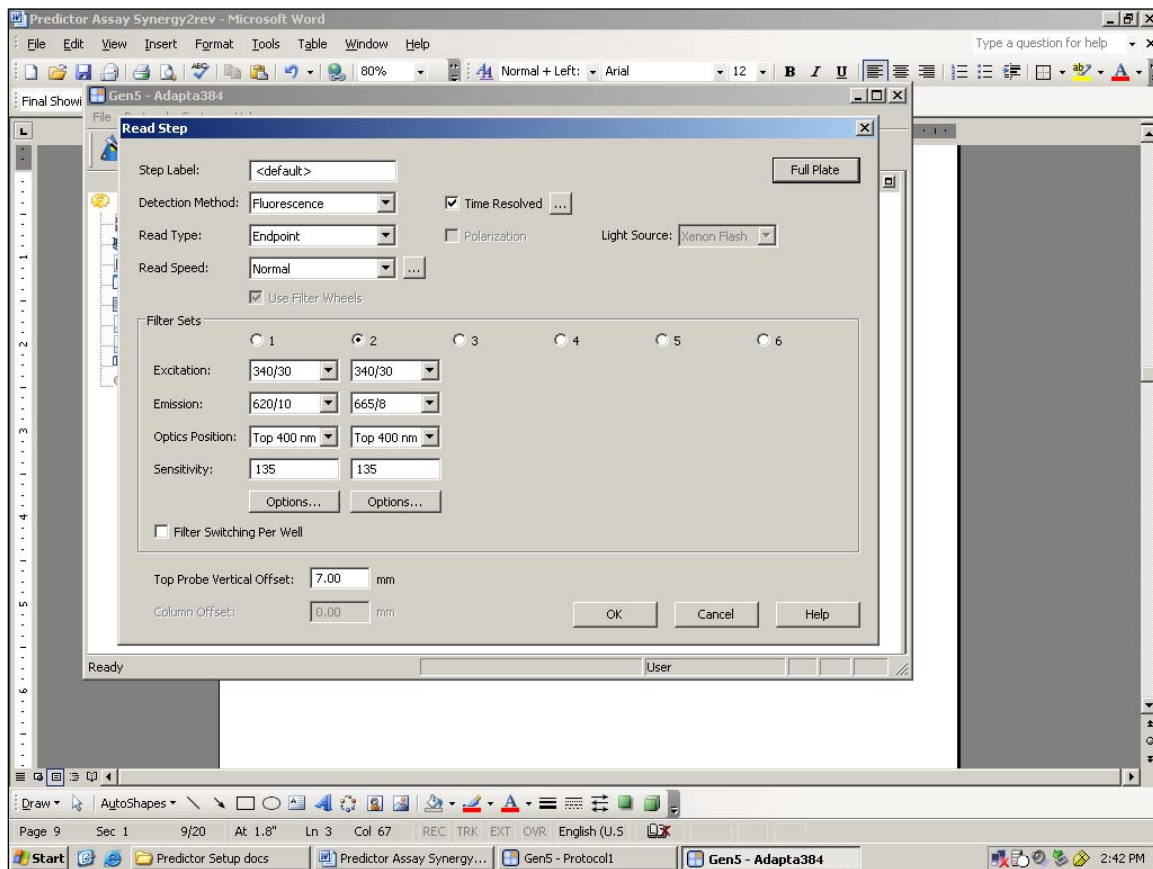 Predictor Assay Synergy2rev - Microsoft Word
File Edit View Insert Format Tools Table Window Help Type a question for help
80% Normal + Left: Arial 12 B I U
Final Showi
Gen5 - Adapta384
File
Read Step
Step Label: <default> Full Plate
Detection Method: Fluorescence Time Resolved ...
Read Type: Endpoint Polarization Light Source: Xenon Flash
Read Speed: Normal ...
Use Filter Wheels
Filter Sets
1 2 3 4 5 6
Excitation: 340/30 340/30
Emission: 620/10 665/8
Optics Position: Top 400 nm Top 400 nm
Sensitivity: 135 135
Options... Options...
Filter Switching Per Well
Top Probe Vertical Offset: 7.00 mm
Column Offset: 0.00 mm
OK Cancel Help
Ready User
Draw AutoShapes
Page 9 Sec 1 9/20 At 1.8" Ln 3 Col 67 REC TRK EXT OVR English (U.S
Start Predictor Setup docs Predictor Assay Synergy... Gen5 - Protocol1 Gen5 - Adapta384 2:42 PM